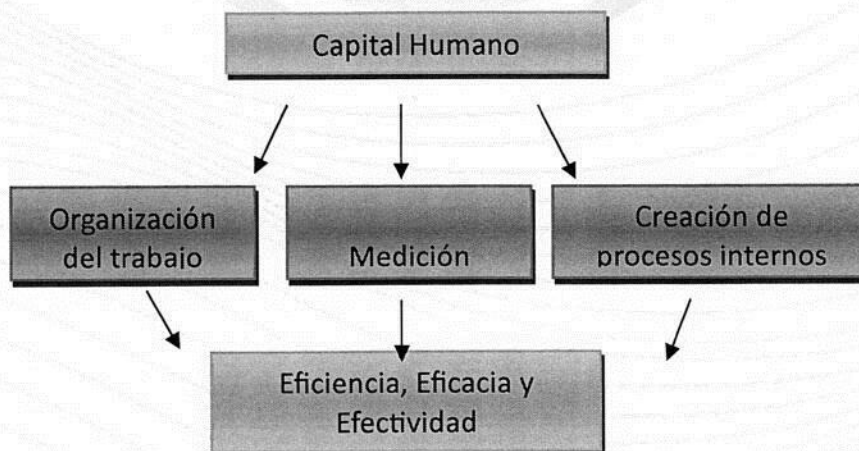 Capital Humano
Organización
del trabajo
Medición
Creación de
procesos internos
Eficiencia, Eficacia y
Efectividad